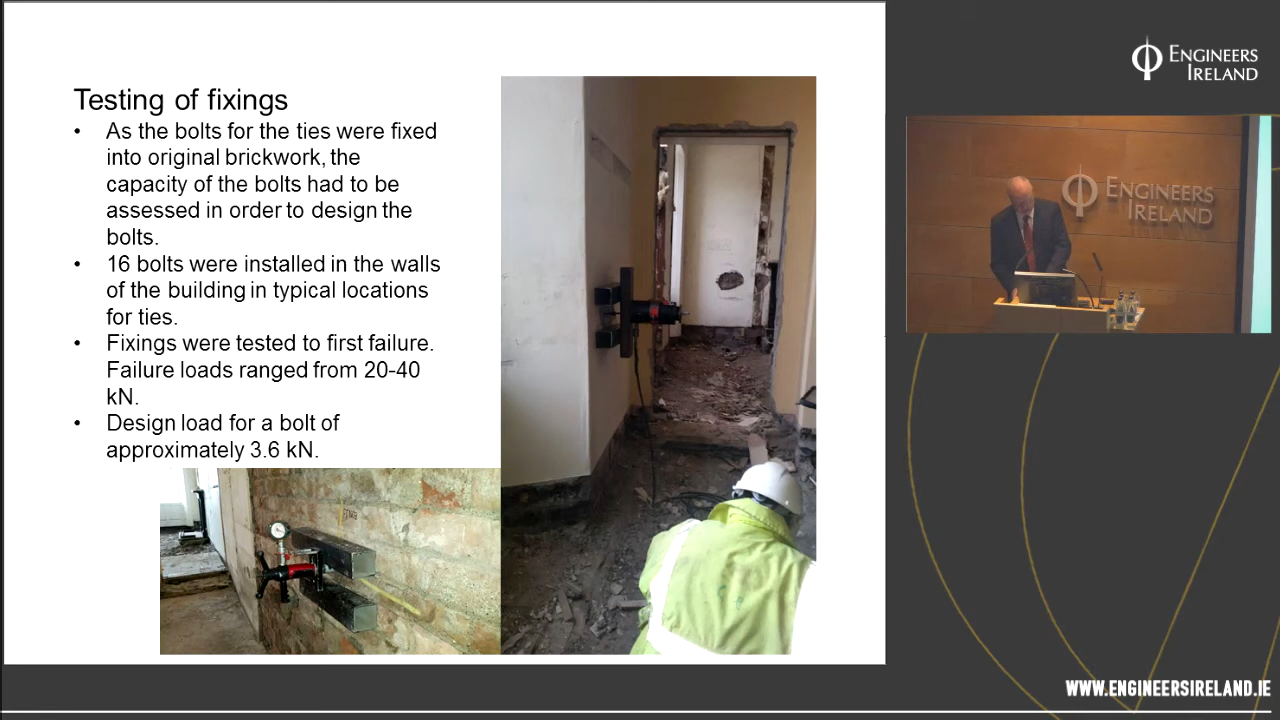 Testing of fixings
• As the bolts for the ties were fixed
into original brickwork, the
capacity of the bolts had to be
assessed in order to design the
bolts.
• 16 bolts were installed in the walls
of the building in typical locations
for ties.
• Fixings were tested to first failure.
Failure loads ranged from 20-40
kN.
• Design load for a bolt of
approximately 3.6 kN.
ENGINEERS
IRELAND
ENGINEERS
IRELAND
WWW.ENGINEERSIRELAND.IE